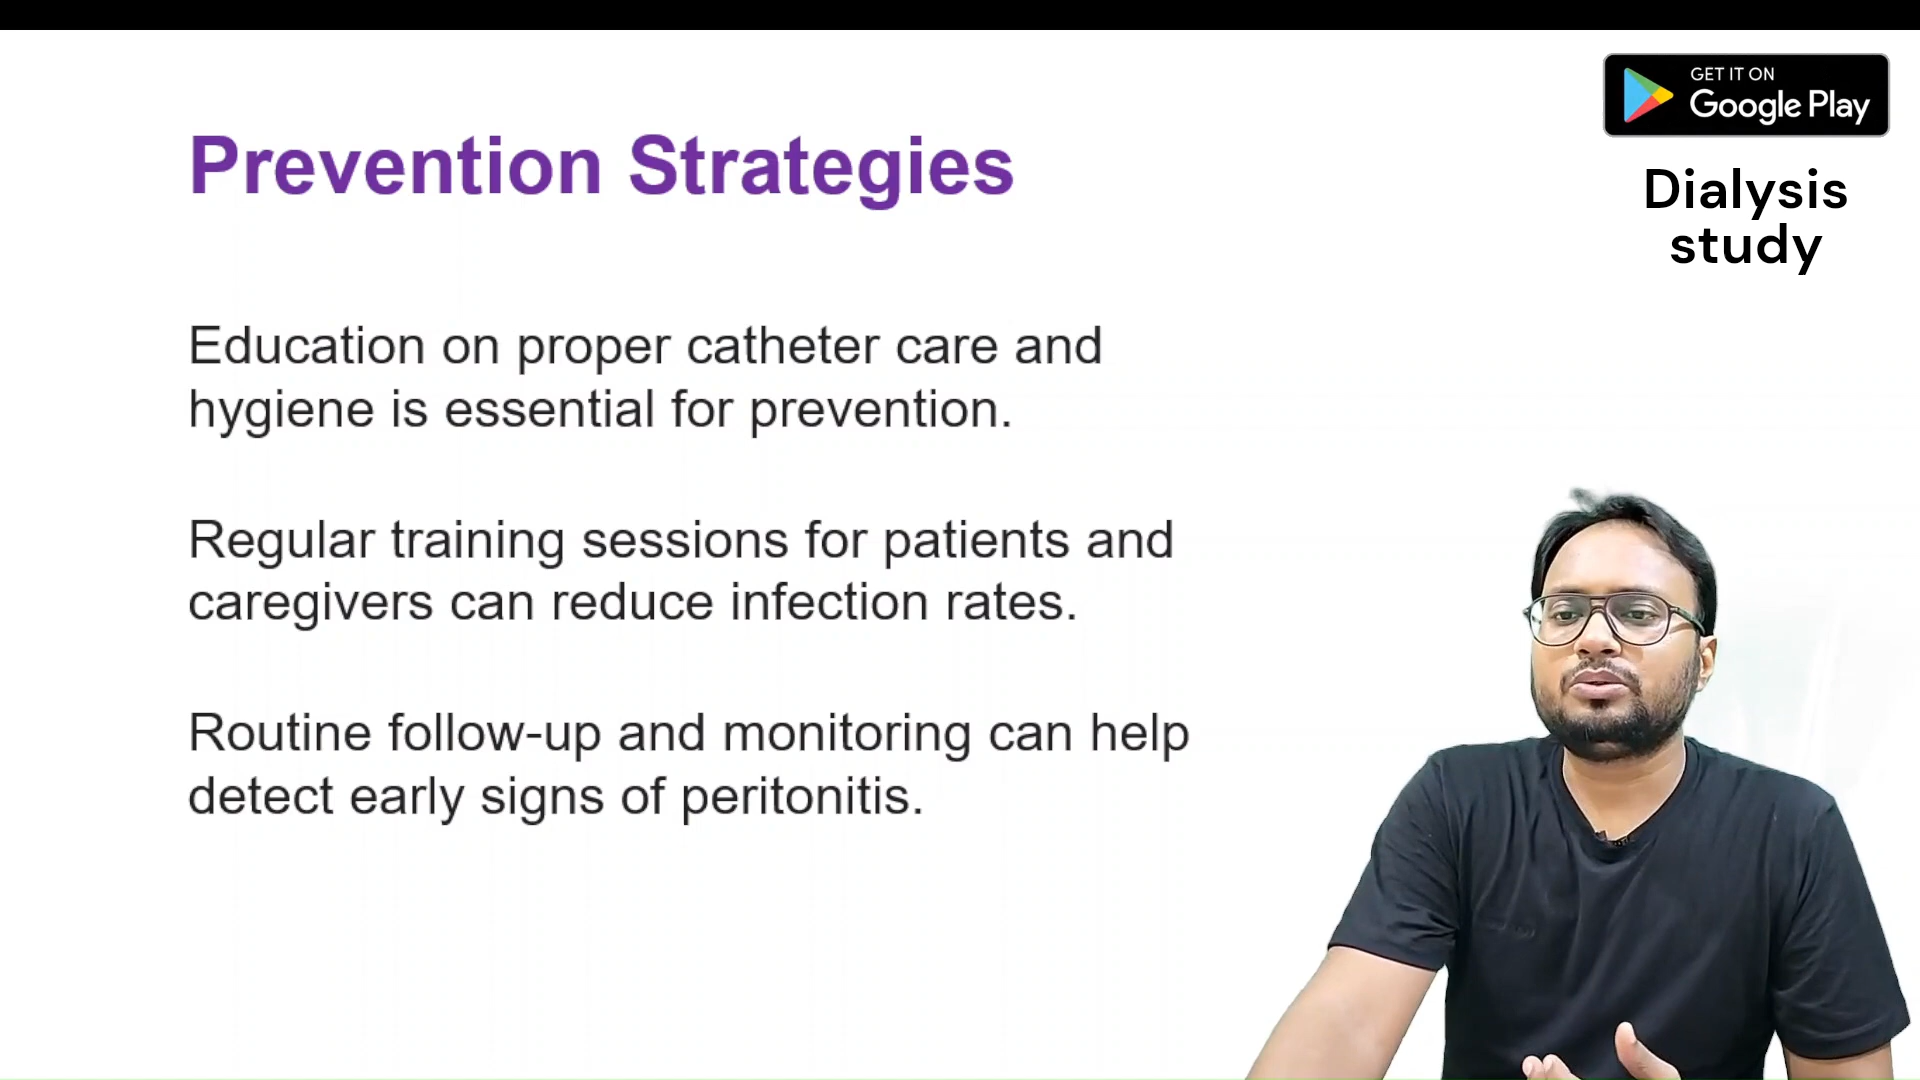 Prevention Strategies
Education on proper catheter care and
hygiene is essential for prevention.
Regular training sessions for patients and
caregivers can reduce infection rates.
Routine follow-up and monitoring can help
detect early signs of peritonitis.
GET IT ON
Google Play
Dialysis
study